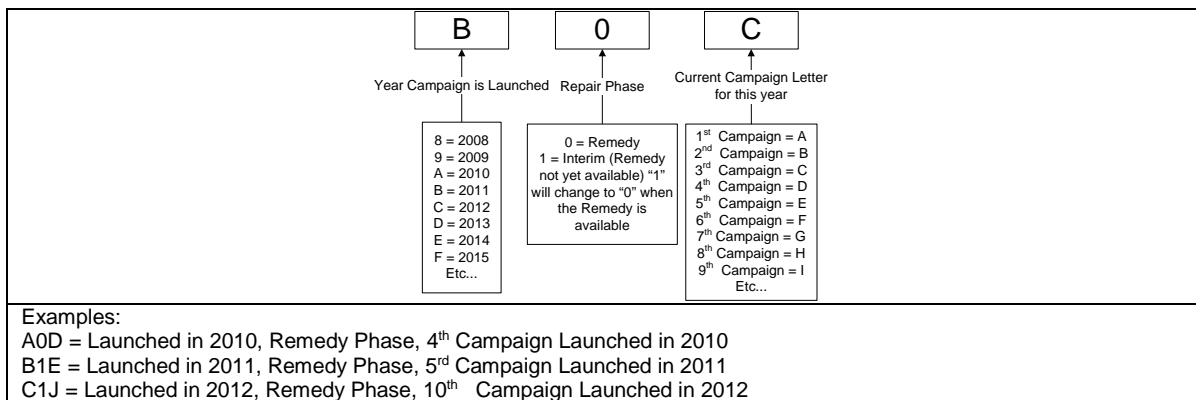 B 0 C
Year Campaign is Launched
Repair Phase
Current Campaign Letter
for this year
8 = 2008
9 = 2009
A = 2010
B = 2011
C = 2012
D = 2013
E = 2014
F = 2015
Etc...
0 = Remedy
1 = Interim (Remedy
not yet available) “1”
will change to “0” when
the Remedy is
available
1st Campaign = A
2nd Campaign = B
3rd Campaign = C
4th Campaign = D
5th Campaign = E
6th Campaign = F
7th Campaign = G
8th Campaign = H
9th Campaign = I
Etc...
Examples:
A0D = Launched in 2010, Remedy Phase, 4th Campaign Launched in 2010
B1E = Launched in 2011, Remedy Phase, 5rd Campaign Launched in 2011
C1J = Launched in 2012, Remedy Phase, 10th Campaign Launched in 2012